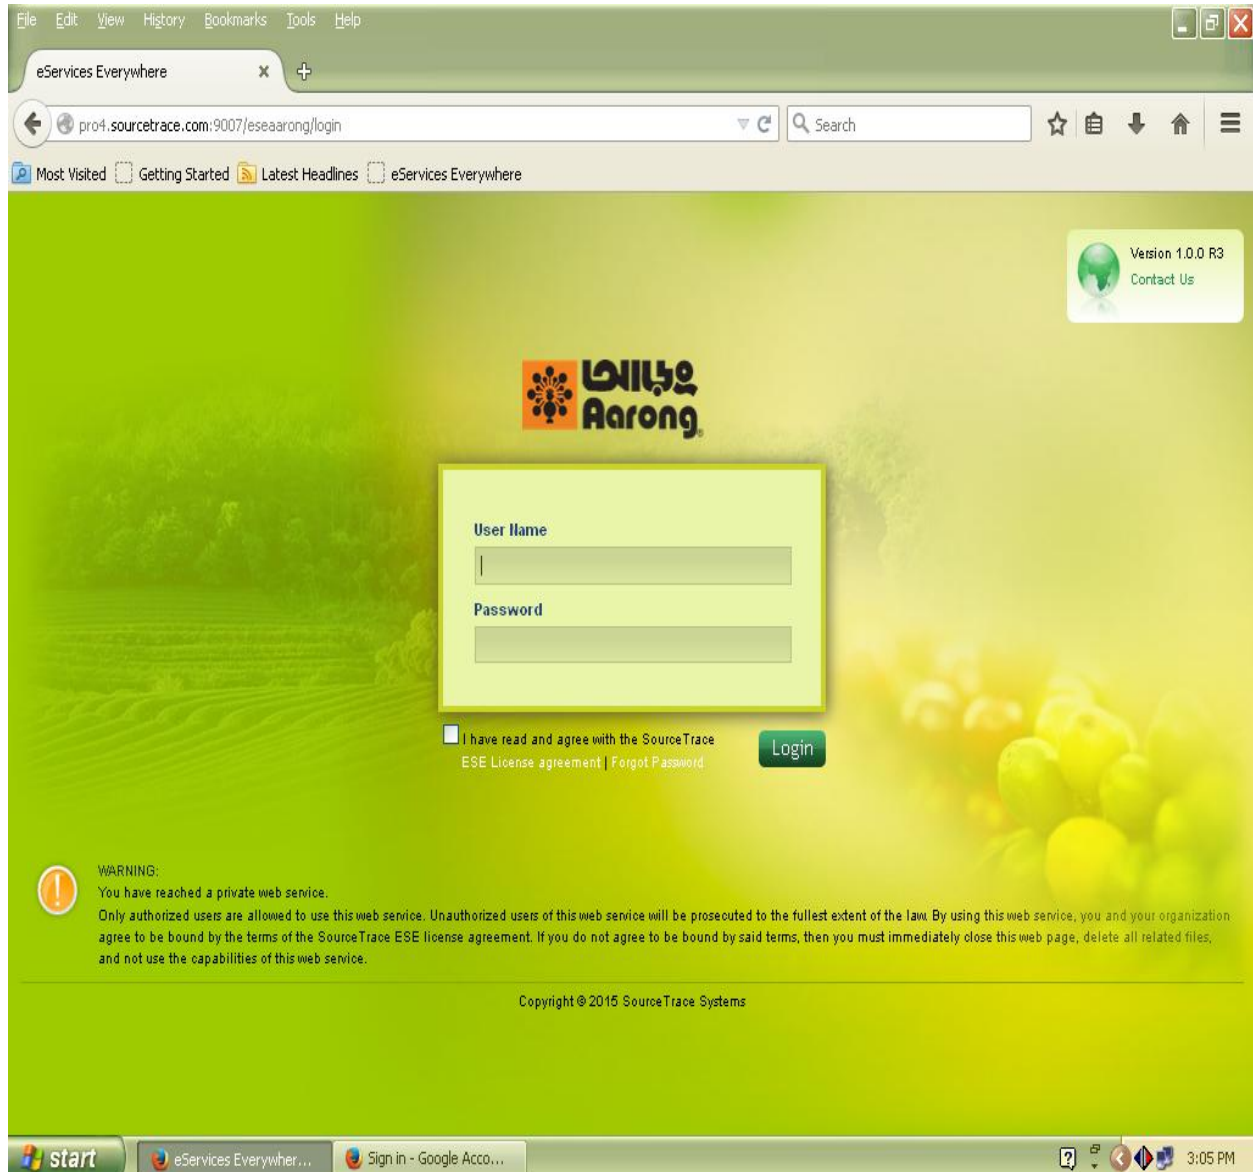 File Edit View History Bookmarks Tools Help
eServices Everywhere
pro4.sourcetrace.com:9007/eseaarong/login
Search
Most Visited Getting Started Latest Headlines eServices Everywhere
Version 1.0.0 R3
Contact Us
আড়ং
Aarong
User Name
Password
I have read and agree with the SourceTrace
ESE License agreement | Forgot Password
Login
WARNING:
You have reached a private web service.
Only authorized users are allowed to use this web service. Unauthorized users of this web service will be prosecuted to the fullest extent of the law. By using this web service, you and your organization
agree to be bound by the terms of the SourceTrace ESE license agreement. If you do not agree to be bound by said terms, then you must immediately close this web page, delete all related files,
and not use the capabilities of this web service.
Copyright © 2015 SourceTrace Systems
start eServices Everywher... Sign in - Google Acco... 3:05 PM